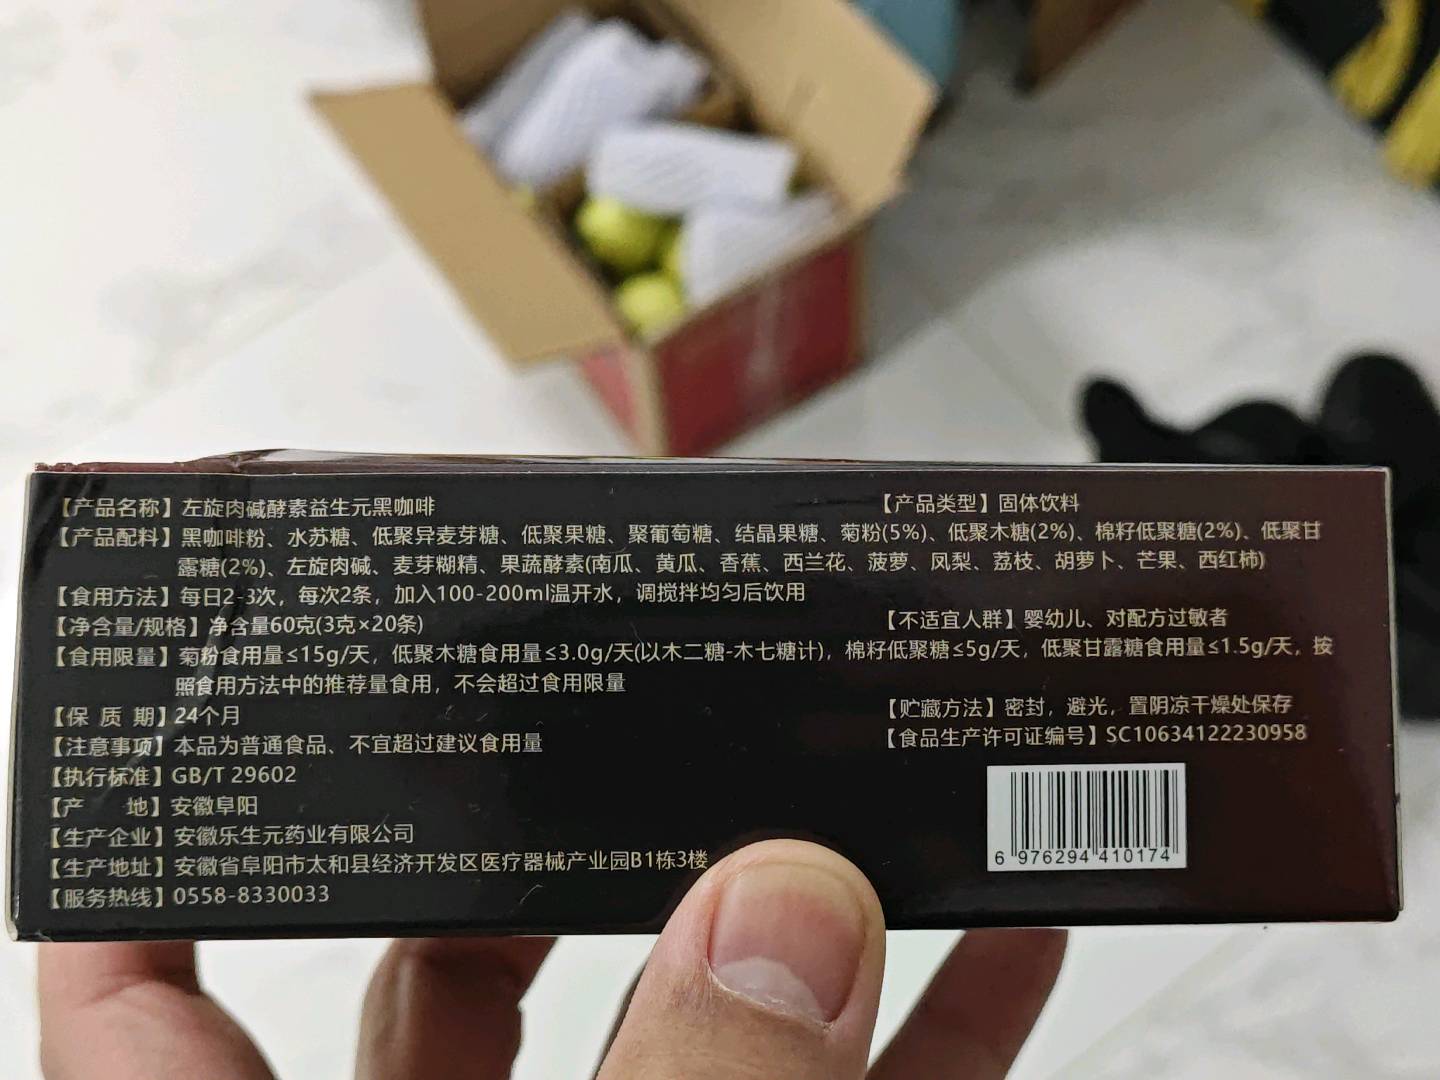 【产品名称】左旋肉碱酵素益生元黑咖啡
【产品类型】固体饮料
【产品配料】黑咖啡粉、水苏糖、低聚异麦芽糖、低聚果糖、聚葡萄糖、结晶果糖、菊粉(5%)、低聚木糖(2%)、棉籽低聚糖(2%)、低聚甘
露糖(2%)、左旋肉碱、麦芽糊精、果蔬酵素(南瓜、黄瓜、香蕉、西兰花、菠萝、凤梨、荔枝、胡萝卜、芒果、西红柿)
【食用方法】每日2-3次，每次2条，加入100-200ml温开水，调搅拌均匀后饮用
【净含量/规格】净含量60克(3克×20条)
【不适宜人群】婴幼儿、对配方过敏者
【食用限量】菊粉食用量≤15g/天，低聚木糖食用量≤3.0g/天(以木二糖-木七糖计)，棉籽低聚糖≤5g/天，低聚甘露糖食用量≤1.5g/天，按
照食用方法中的推荐量食用，不会超过食用限量
【保 质 期】24个月
【贮藏方法】密封，避光，置阴凉干燥处保存
【注意事项】本品为普通食品、不宜超过建议食用量
【食品生产许可证编号】SC10634122230958
【执行标准】GB/T 29602
【产 地】安徽阜阳
【生产企业】安徽乐生元药业有限公司
【生产地址】安徽省阜阳市太和县经济开发区医疗器械产业园B1栋3楼
【服务热线】0558-8330033
6 976294 410174